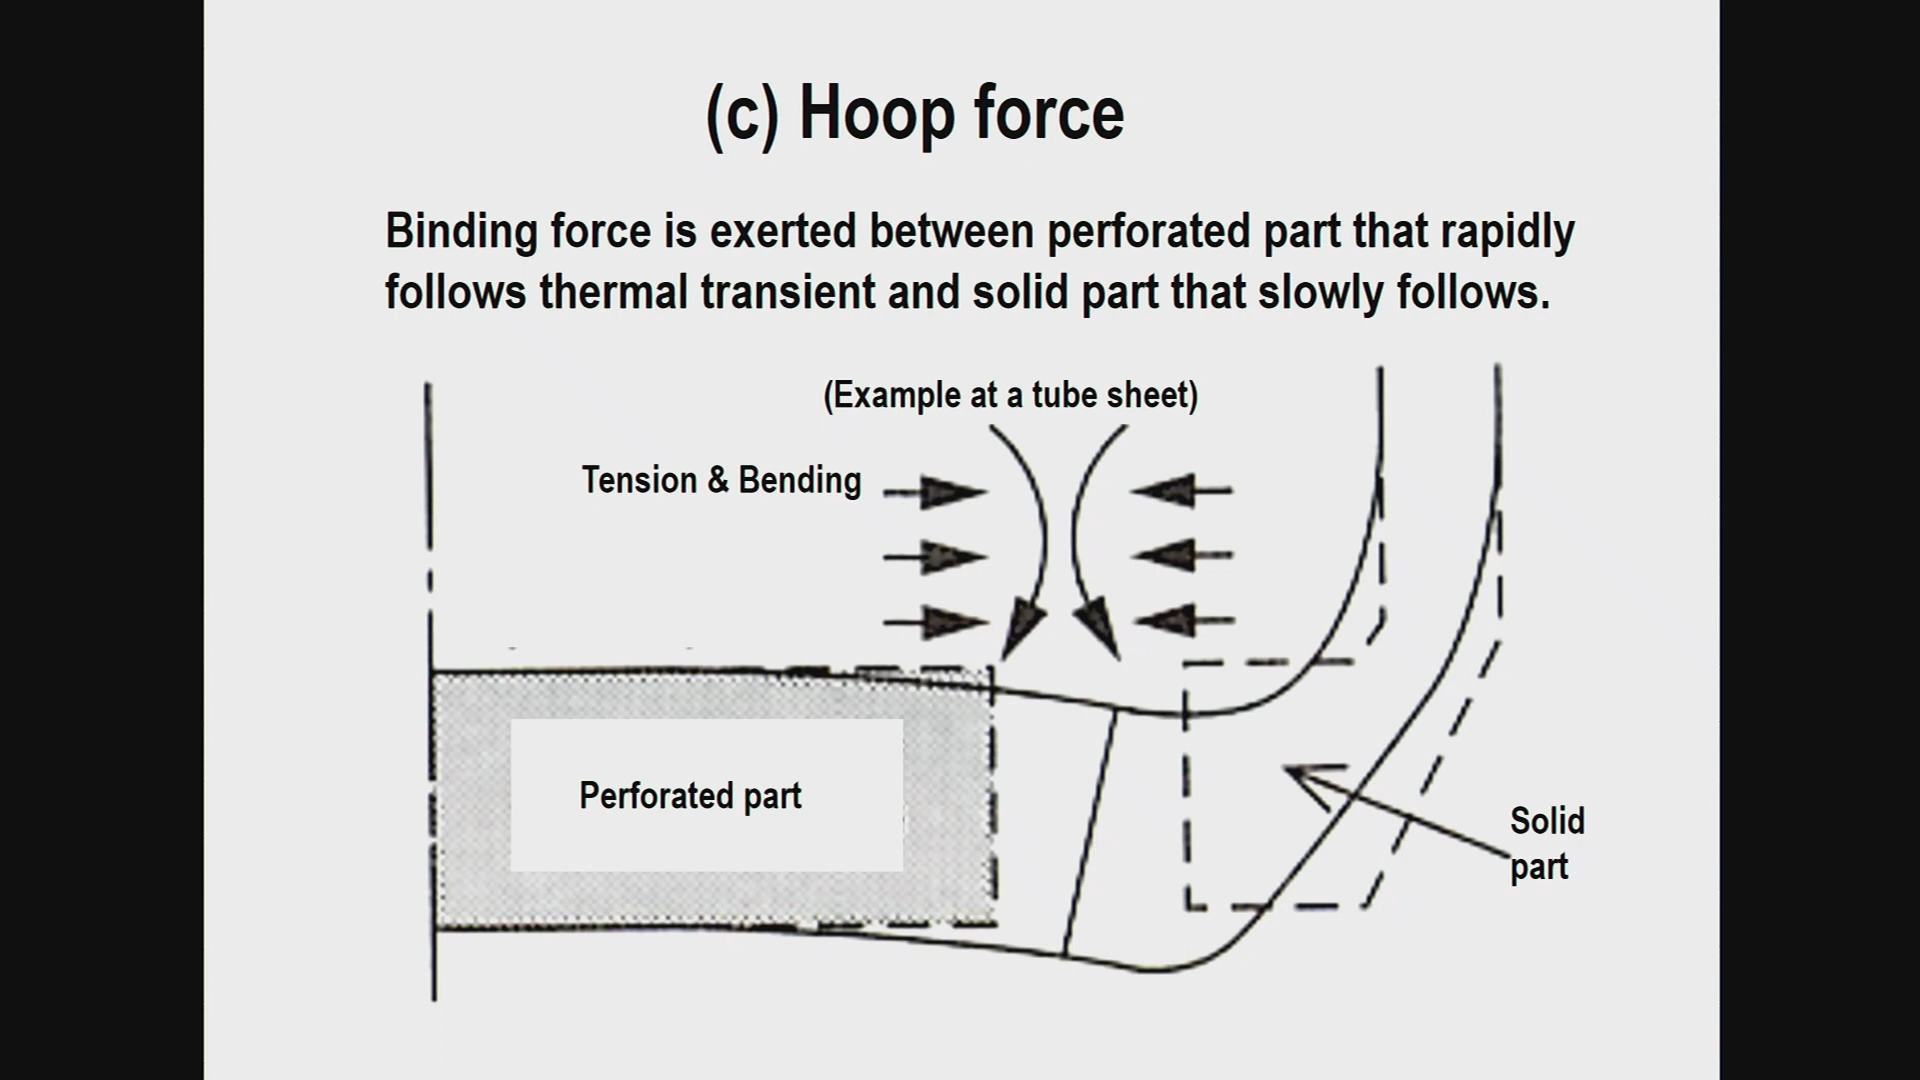 (c) Hoop force
Binding force is exerted between perforated part that rapidly
follows thermal transient and solid part that slowly follows.
(Example at a tube sheet)
Tension & Bending
Perforated part
Solid
part